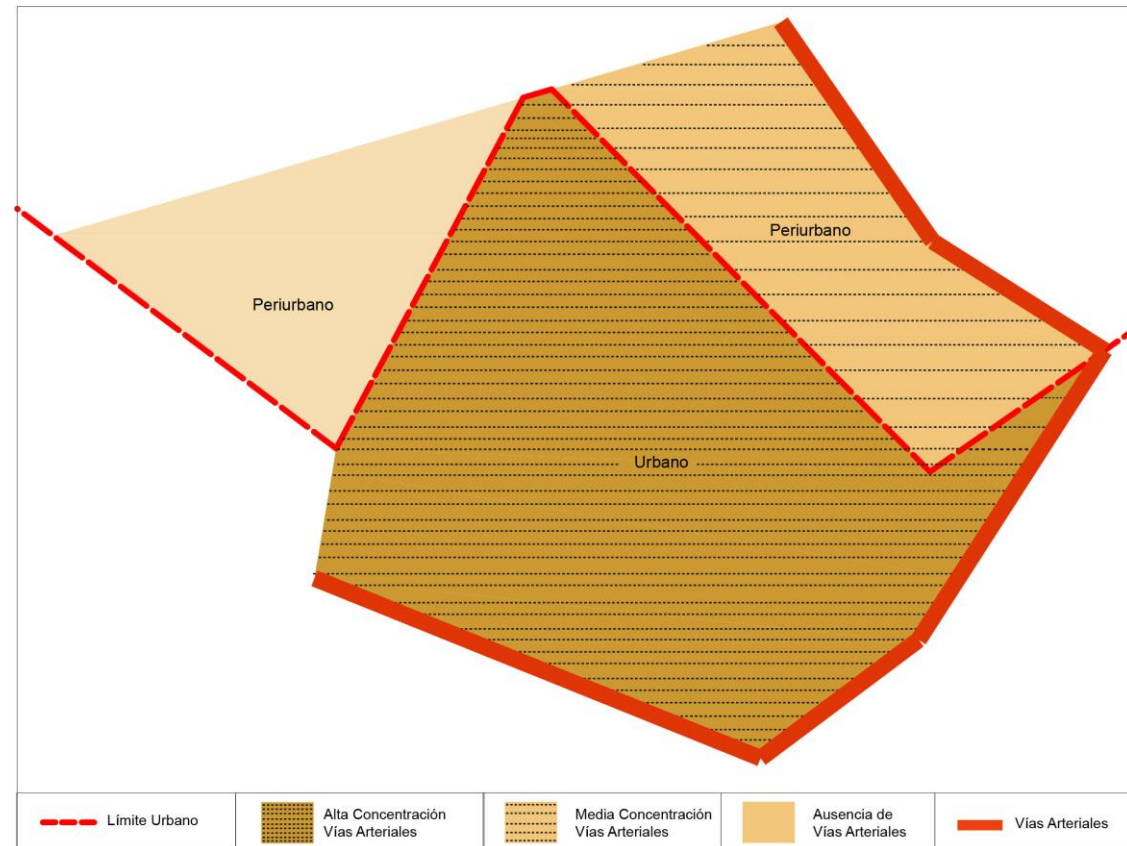 Periurbano
Periurbano
Urbano
Límite Urbano
Alta Concentración
Vías Arteriales
Media Concentración
Vías Arteriales
Ausencia de
Vías Arteriales
Vías Arteriales